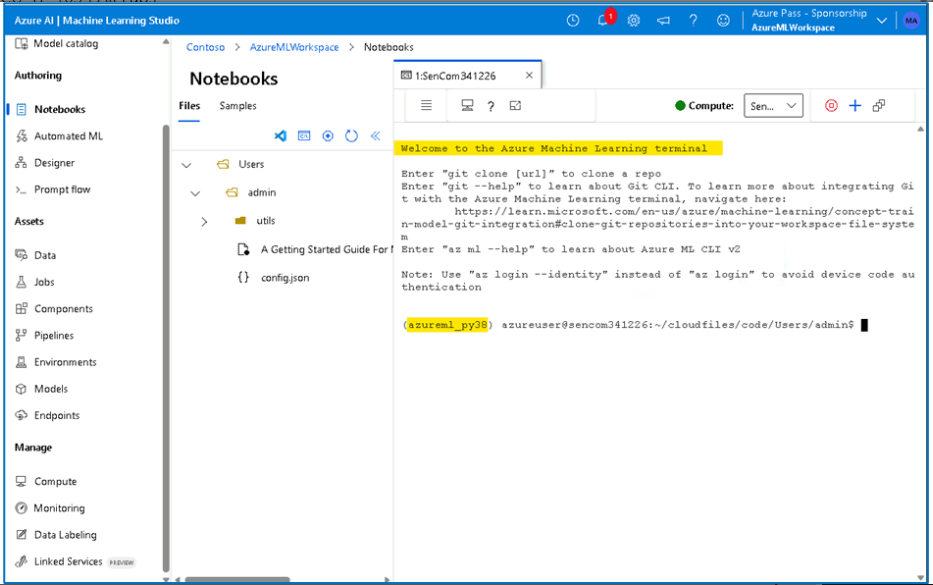 Azure AI | Machine Learning Studio
1
Azure Pass - Sponsorship
AzureMLWorkspace
MA
Model catalog
Authoring
Notebooks
Automated ML
Designer
Prompt flow
Assets
Data
Jobs
Components
Pipelines
Environments
Models
Endpoints
Manage
Compute
Monitoring
Data Labeling
Linked Services PREVIEW
Contoso > AzureMLWorkspace > Notebooks
Notebooks
Files Samples
Users
admin
utils
A Getting Started Guide For
config.json
1:SenCom341226
Compute: Sen...
Welcome to the Azure Machine Learning terminal
Enter "git clone [url]" to clone a repo
Enter "git --help" to learn about Git CLI. To learn more about integrating Gi
t with the Azure Machine Learning terminal, navigate here:
https://learn.microsoft.com/en-us/azure/machine-learning/concept-trai
n-model-git-integration#clone-git-repositories-into-your-workspace-file-syste
m
Enter "az ml --help" to learn about Azure ML CLI v2
Note: Use "az login --identity" instead of "az login" to avoid device code au
thentication
(azureml_py38) azureuser@sencom341226:~/cloudfiles/code/Users/admin$